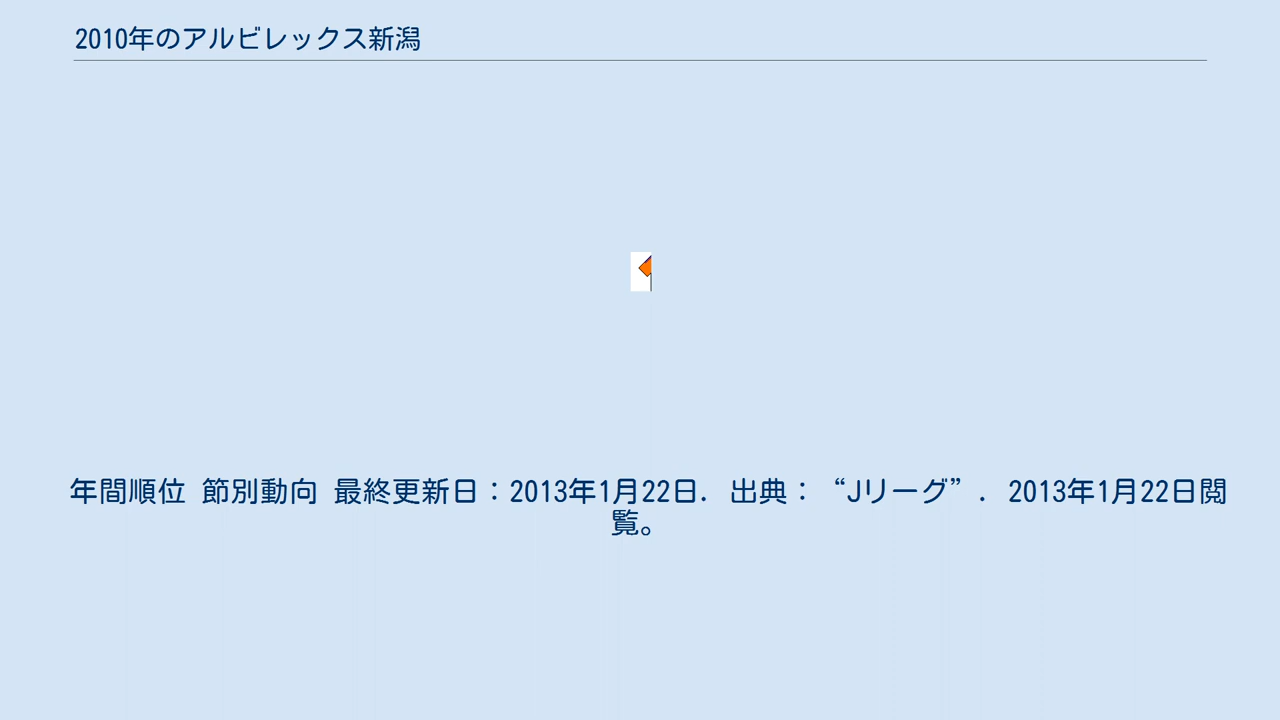 2010年のアルビレックス新潟
年間順位 節別動向 最終更新日：2013年1月22日． 出典：“Jリーグ”． 2013年1月22日閲
覧。